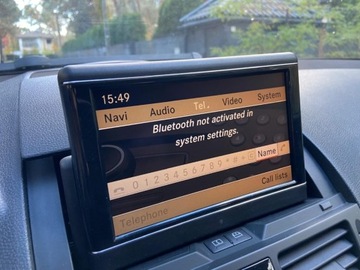 15:49
Navi Audio Tel. Video System
Bluetooth not activated in
system settings.
0 1 2 3 4 5 6 7 8 9 * # + Name
Telephone Call lists